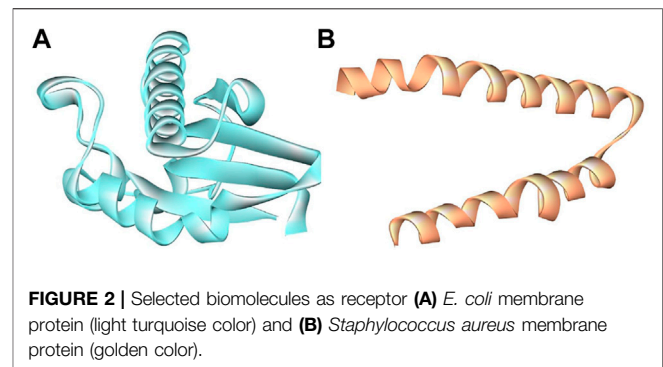 A
B
FIGURE 2 | Selected biomolecules as receptor (A) E. coli membrane
protein (light turquoise color) and (B) Staphylococcus aureus membrane
protein (golden color).